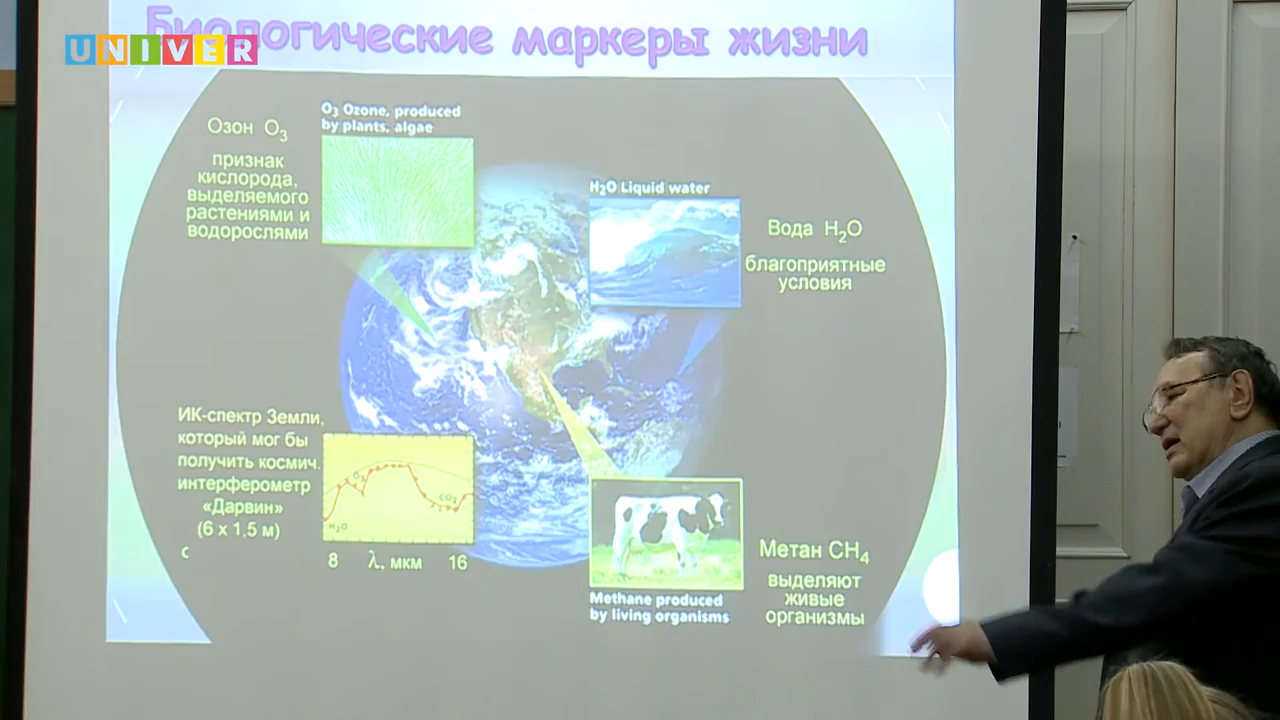 Биологические маркеры жизни
UNIVER
O3 Ozone, produced
by plants, algae
Озон O3
признак
кислорода,
выделяемого
растениями и
водорослями
H2O Liquid water
Вода H2O
благоприятные
условия
ИК-спектр Земли,
который мог бы
получить космич.
интерферометр
«Дарвин»
(6 x 1,5 м)
с
O3
CO2
H2O
8 λ, мкм 16
Метан CH4
выделяют
живые
организмы
Methane produced
by living organisms